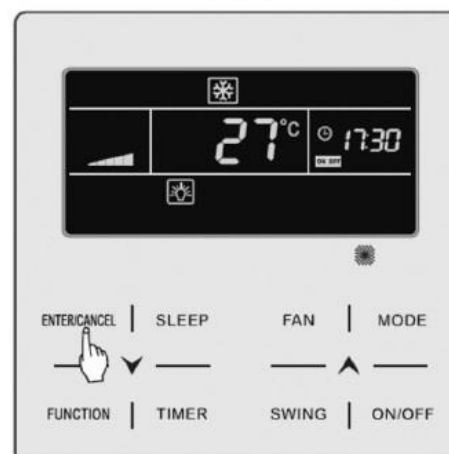 27°C
17:30
ON OFF
ENTER/CANCEL SLEEP FAN MODE
FUNCTION TIMER SWING ON/OFF